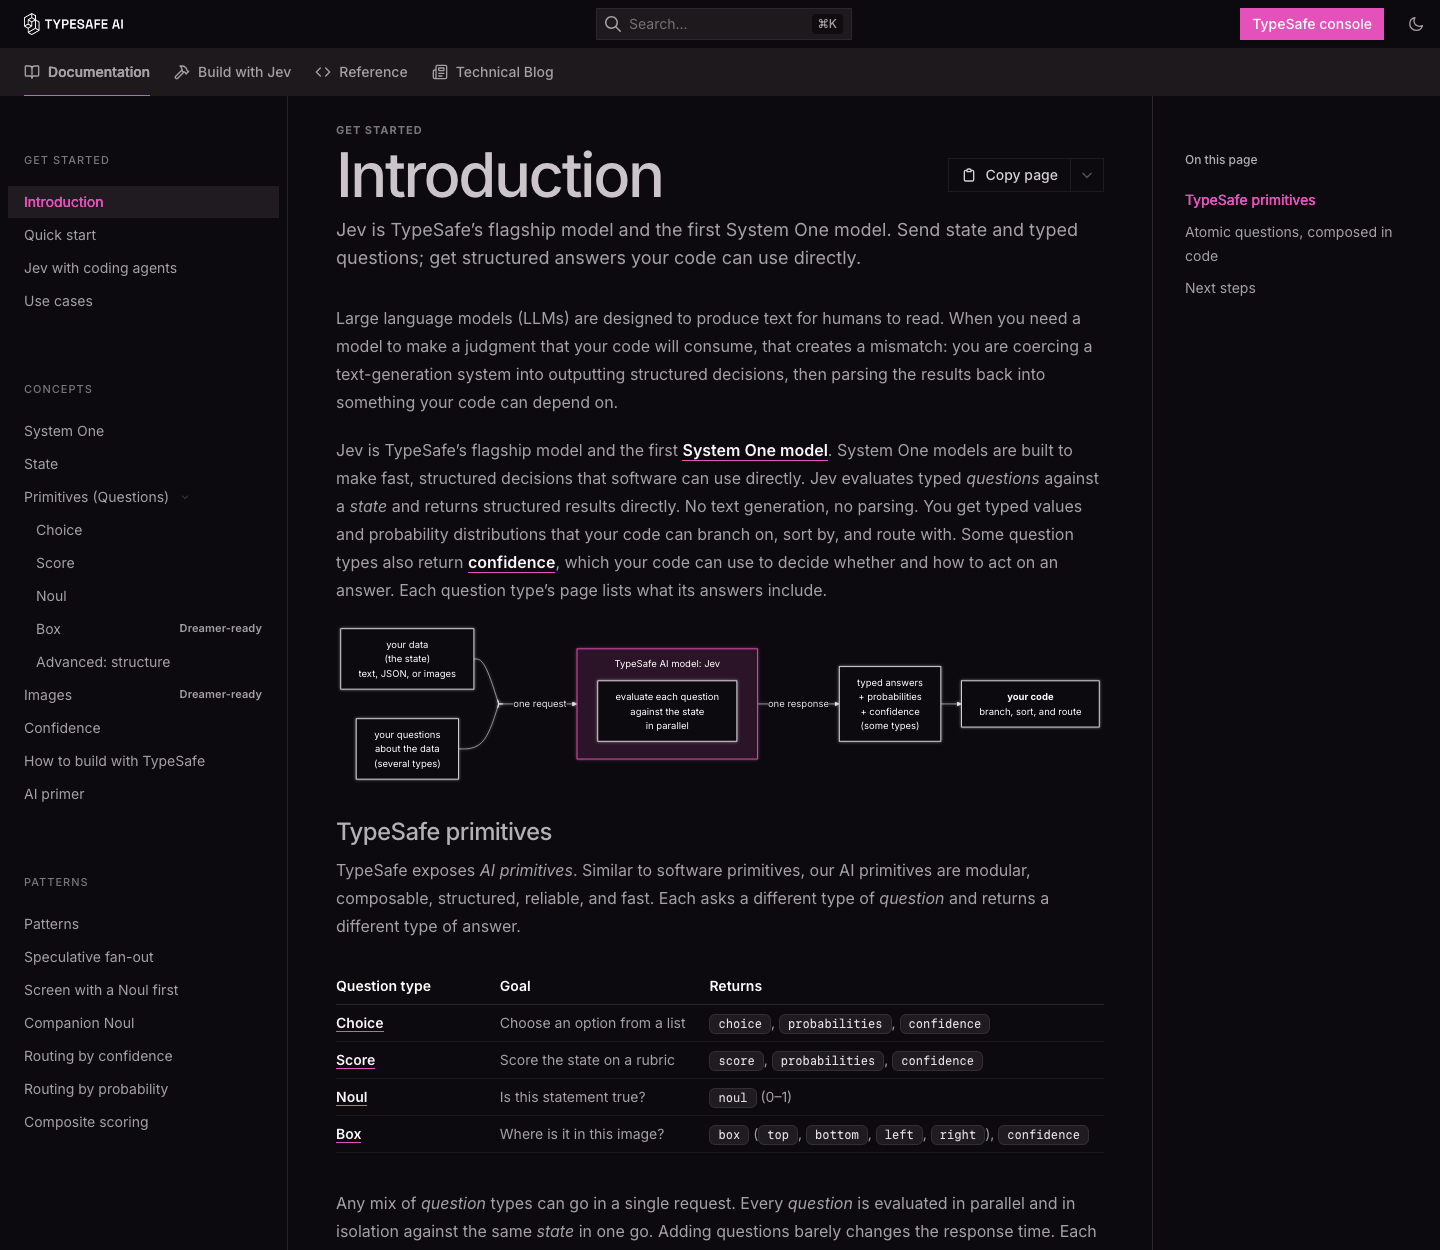 TYPESAFE AI
Search...
⌘K
TypeSafe console
Documentation
Build with Jev
Reference
Technical Blog
GET STARTED
Introduction
Quick start
Jev with coding agents
Use cases
CONCEPTS
System One
State
Primitives (Questions)
Choice
Score
Noul
Box Dreamer-ready
Advanced: structure
Images Dreamer-ready
Confidence
How to build with TypeSafe
AI primer
PATTERNS
Patterns
Speculative fan-out
Screen with a Noul first
Companion Noul
Routing by confidence
Routing by probability
Composite scoring
GET STARTED
Introduction
Copy page
Jev is TypeSafe’s flagship model and the first System One model. Send state and typed
questions; get structured answers your code can use directly.
Large language models (LLMs) are designed to produce text for humans to read. When you need a
model to make a judgment that your code will consume, that creates a mismatch: you are coercing a
text-generation system into outputting structured decisions, then parsing the results back into
something your code can depend on.
Jev is TypeSafe’s flagship model and the first System One model. System One models are built to
make fast, structured decisions that software can use directly. Jev evaluates typed questions against
a state and returns structured results directly. No text generation, no parsing. You get typed values
and probability distributions that your code can branch on, sort by, and route with. Some question
types also return confidence, which your code can use to decide whether and how to act on an
answer. Each question type’s page lists what its answers include.
your data
(the state)
text, JSON, or images
your questions
about the data
(several types)
one request
TypeSafe AI model: Jev
evaluate each question
against the state
in parallel
one response
typed answers
+ probabilities
+ confidence
(some types)
your code
branch, sort, and route
TypeSafe primitives
TypeSafe exposes AI primitives. Similar to software primitives, our AI primitives are modular,
composable, structured, reliable, and fast. Each asks a different type of question and returns a
different type of answer.
Question type Goal Returns
Choice Choose an option from a list choice, probabilities, confidence
Score Score the state on a rubric score, probabilities, confidence
Noul Is this statement true? noul (0–1)
Box Where is it in this image? box (top, bottom, left, right), confidence
Any mix of question types can go in a single request. Every question is evaluated in parallel and in
isolation against the same state in one go. Adding questions barely changes the response time. Each
On this page
TypeSafe primitives
Atomic questions, composed in
code
Next steps